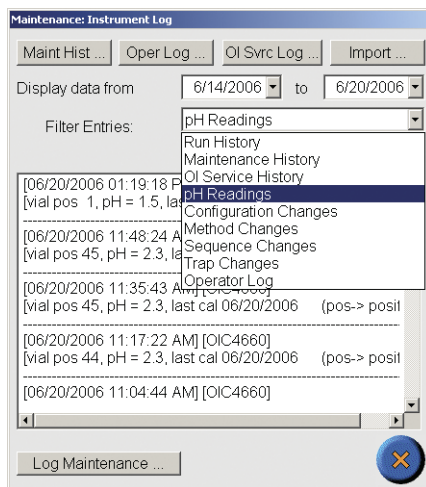 Maintenance: Instrument Log
Maint Hist ... Oper Log ... OI Svrc Log ... Import ...
Display data from 6/14/2006 to 6/20/2006
Filter Entries: pH Readings
Run History
Maintenance History
OI Service History
pH Readings
Configuration Changes
Method Changes
Sequence Changes
Trap Changes
Operator Log
[06/20/2006 01:19:18 P
[vial pos 1, pH = 1.5, las
[06/20/2006 11:48:24 A
[vial pos 45, pH = 2.3, la
[06/20/2006 11:35:43 AM] [OIC4660]
[vial pos 45, pH = 2.3, last cal 06/20/2006 (pos-> posit
[06/20/2006 11:17:22 AM] [OIC4660]
[vial pos 44, pH = 2.3, last cal 06/20/2006 (pos-> posit
[06/20/2006 11:04:44 AM] [OIC4660]
Log Maintenance ...